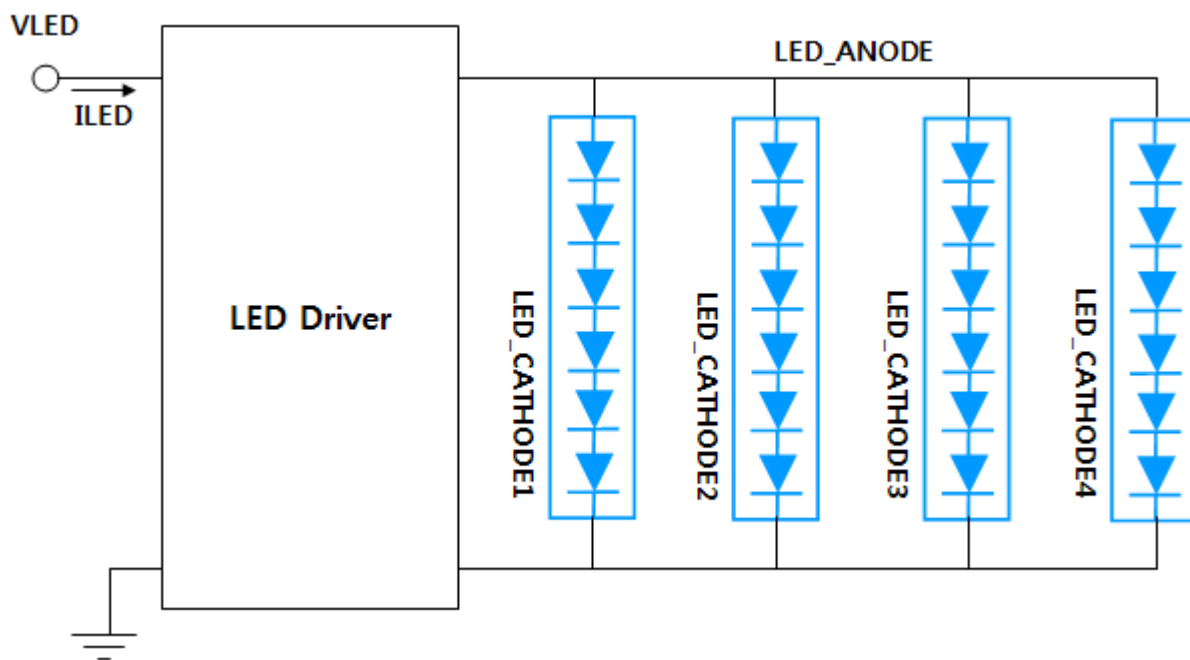 VLED
ILED
LED Driver
LED_ANODE
LED_CATHODE1
LED_CATHODE2
LED_CATHODE3
LED_CATHODE4